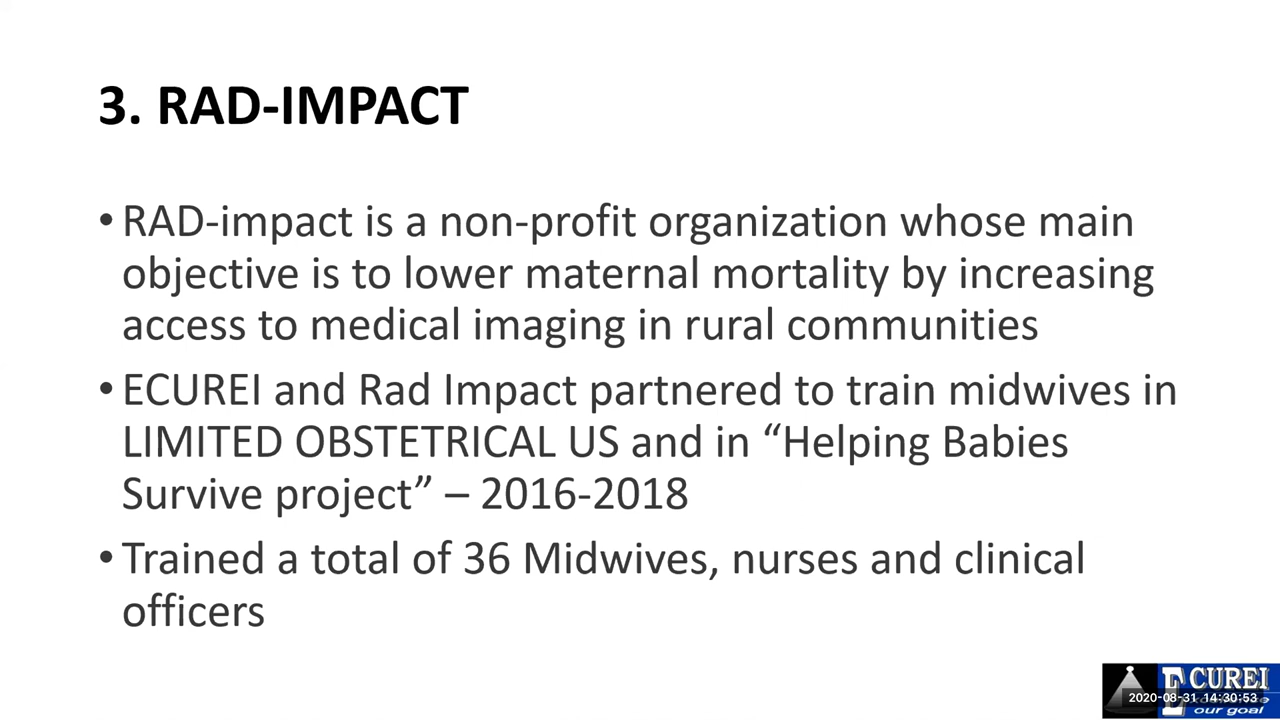 3. RAD-IMPACT
• RAD-impact is a non-profit organization whose main
objective is to lower maternal mortality by increasing
access to medical imaging in rural communities
• ECUREI and Rad Impact partnered to train midwives in
LIMITED OBSTETRICAL US and in “Helping Babies
Survive project” – 2016-2018
• Trained a total of 36 Midwives, nurses and clinical
officers
ECUREI
2020-08-31 14:30:53
our goal